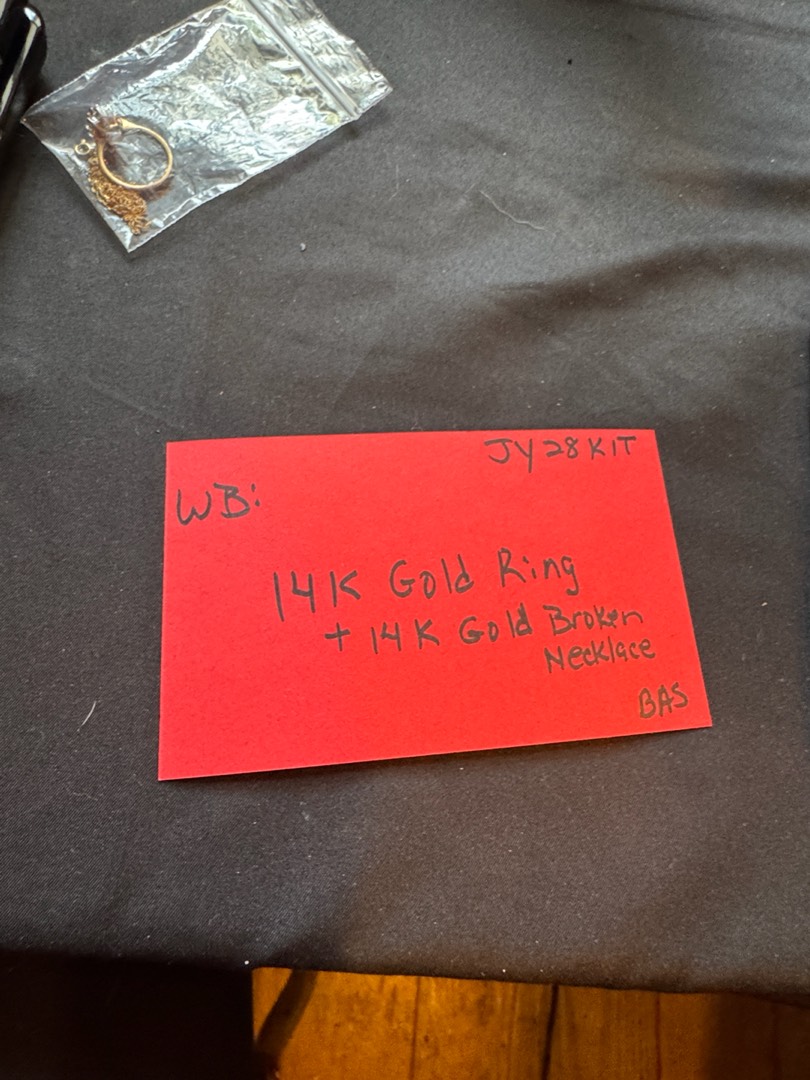 JY28KIT
WB:
14K Gold Ring
+ 14K Gold Broken
Necklace
BAS